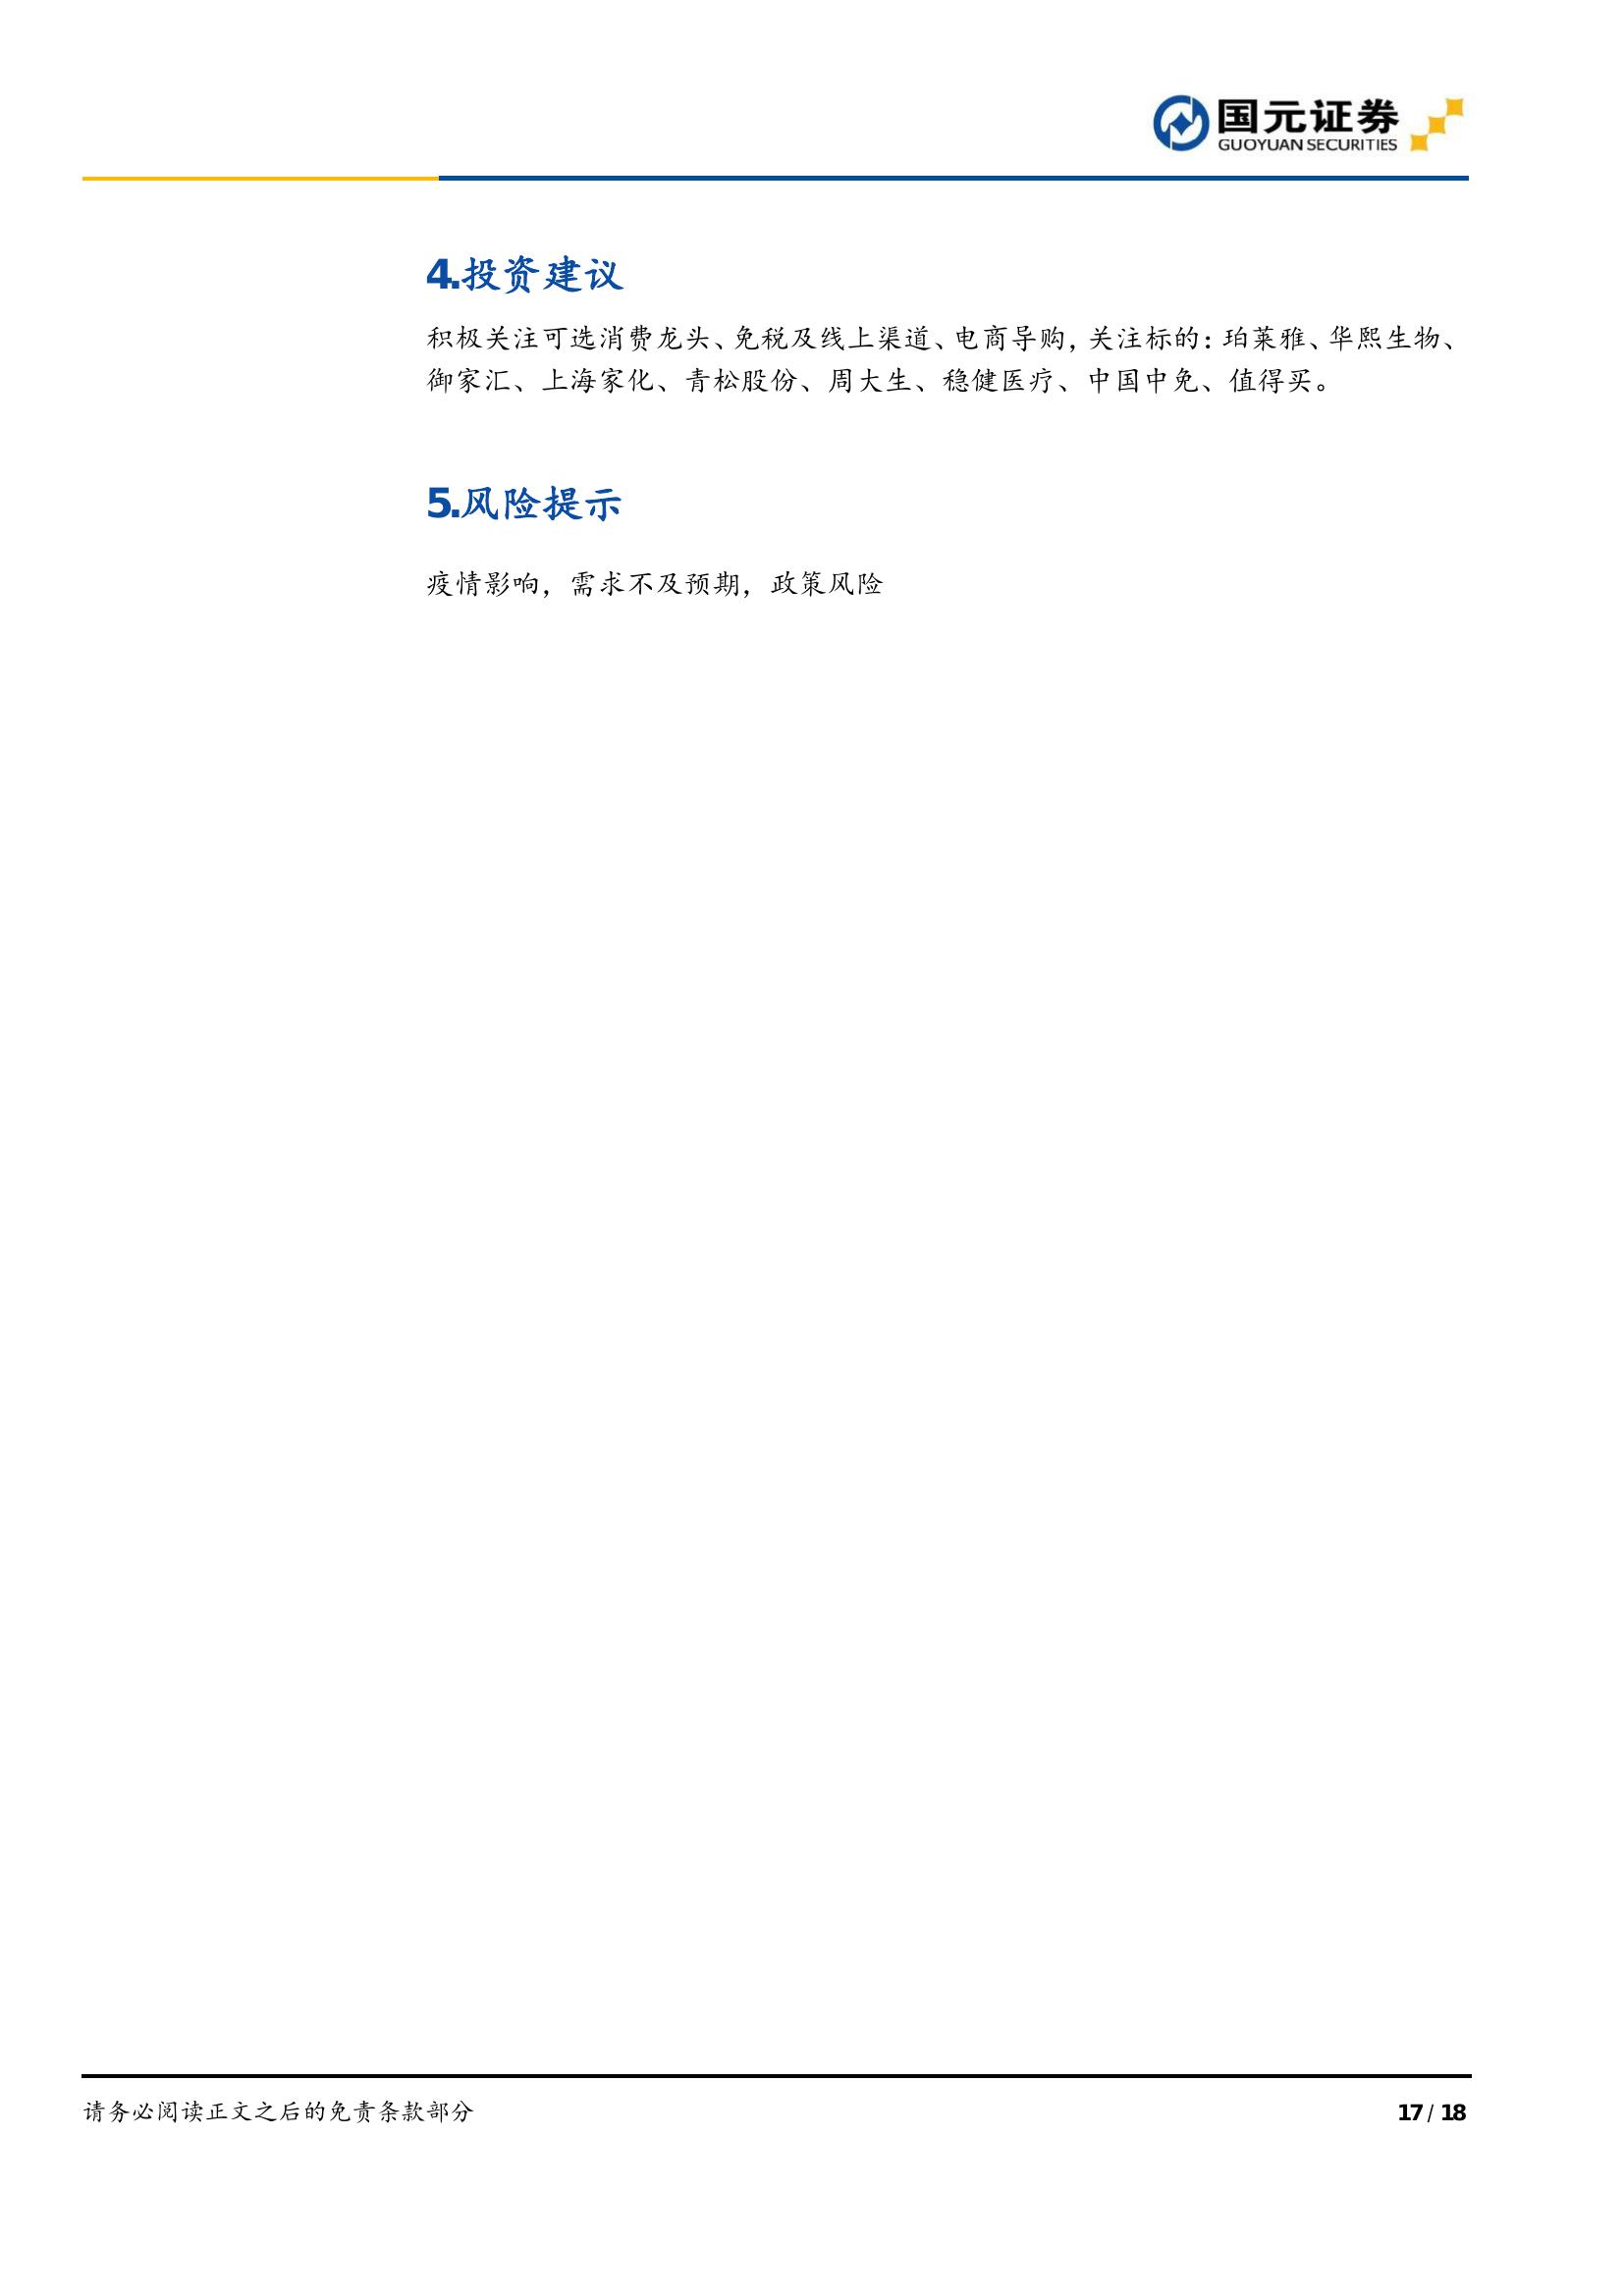 国元证券
GUOYUAN SECURITIES
4.投资建议
积极关注可选消费龙头、免税及线上渠道、电商导购，关注标的：珀莱雅、华熙生物、
御家汇、上海家化、青松股份、周大生、稳健医疗、中国中免、值得买。
5.风险提示
疫情影响，需求不及预期，政策风险
请务必阅读正文之后的免责条款部分
17 / 18